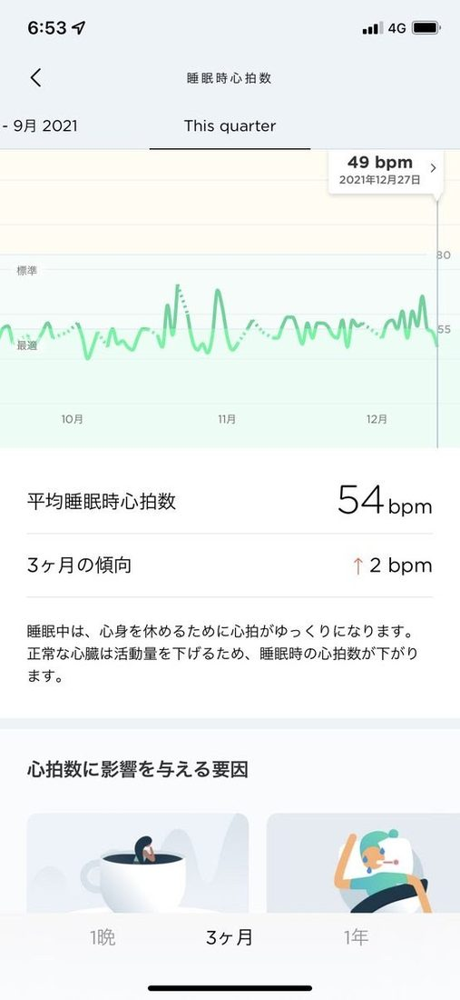 6:53
4G
睡眠時心拍数
- 9月 2021
This quarter
49 bpm
2021年12月27日
80
標準
55
最適
10月
11月
12月
平均睡眠時心拍数
54 bpm
3ヶ月の傾向
↑ 2 bpm
睡眠中は、心身を休めるために心拍がゆっくりになります。
正常な心臓は活動量を下げるため、睡眠時の心拍数が下がり
ます。
心拍数に影響を与える要因
1晩
3ヶ月
1年